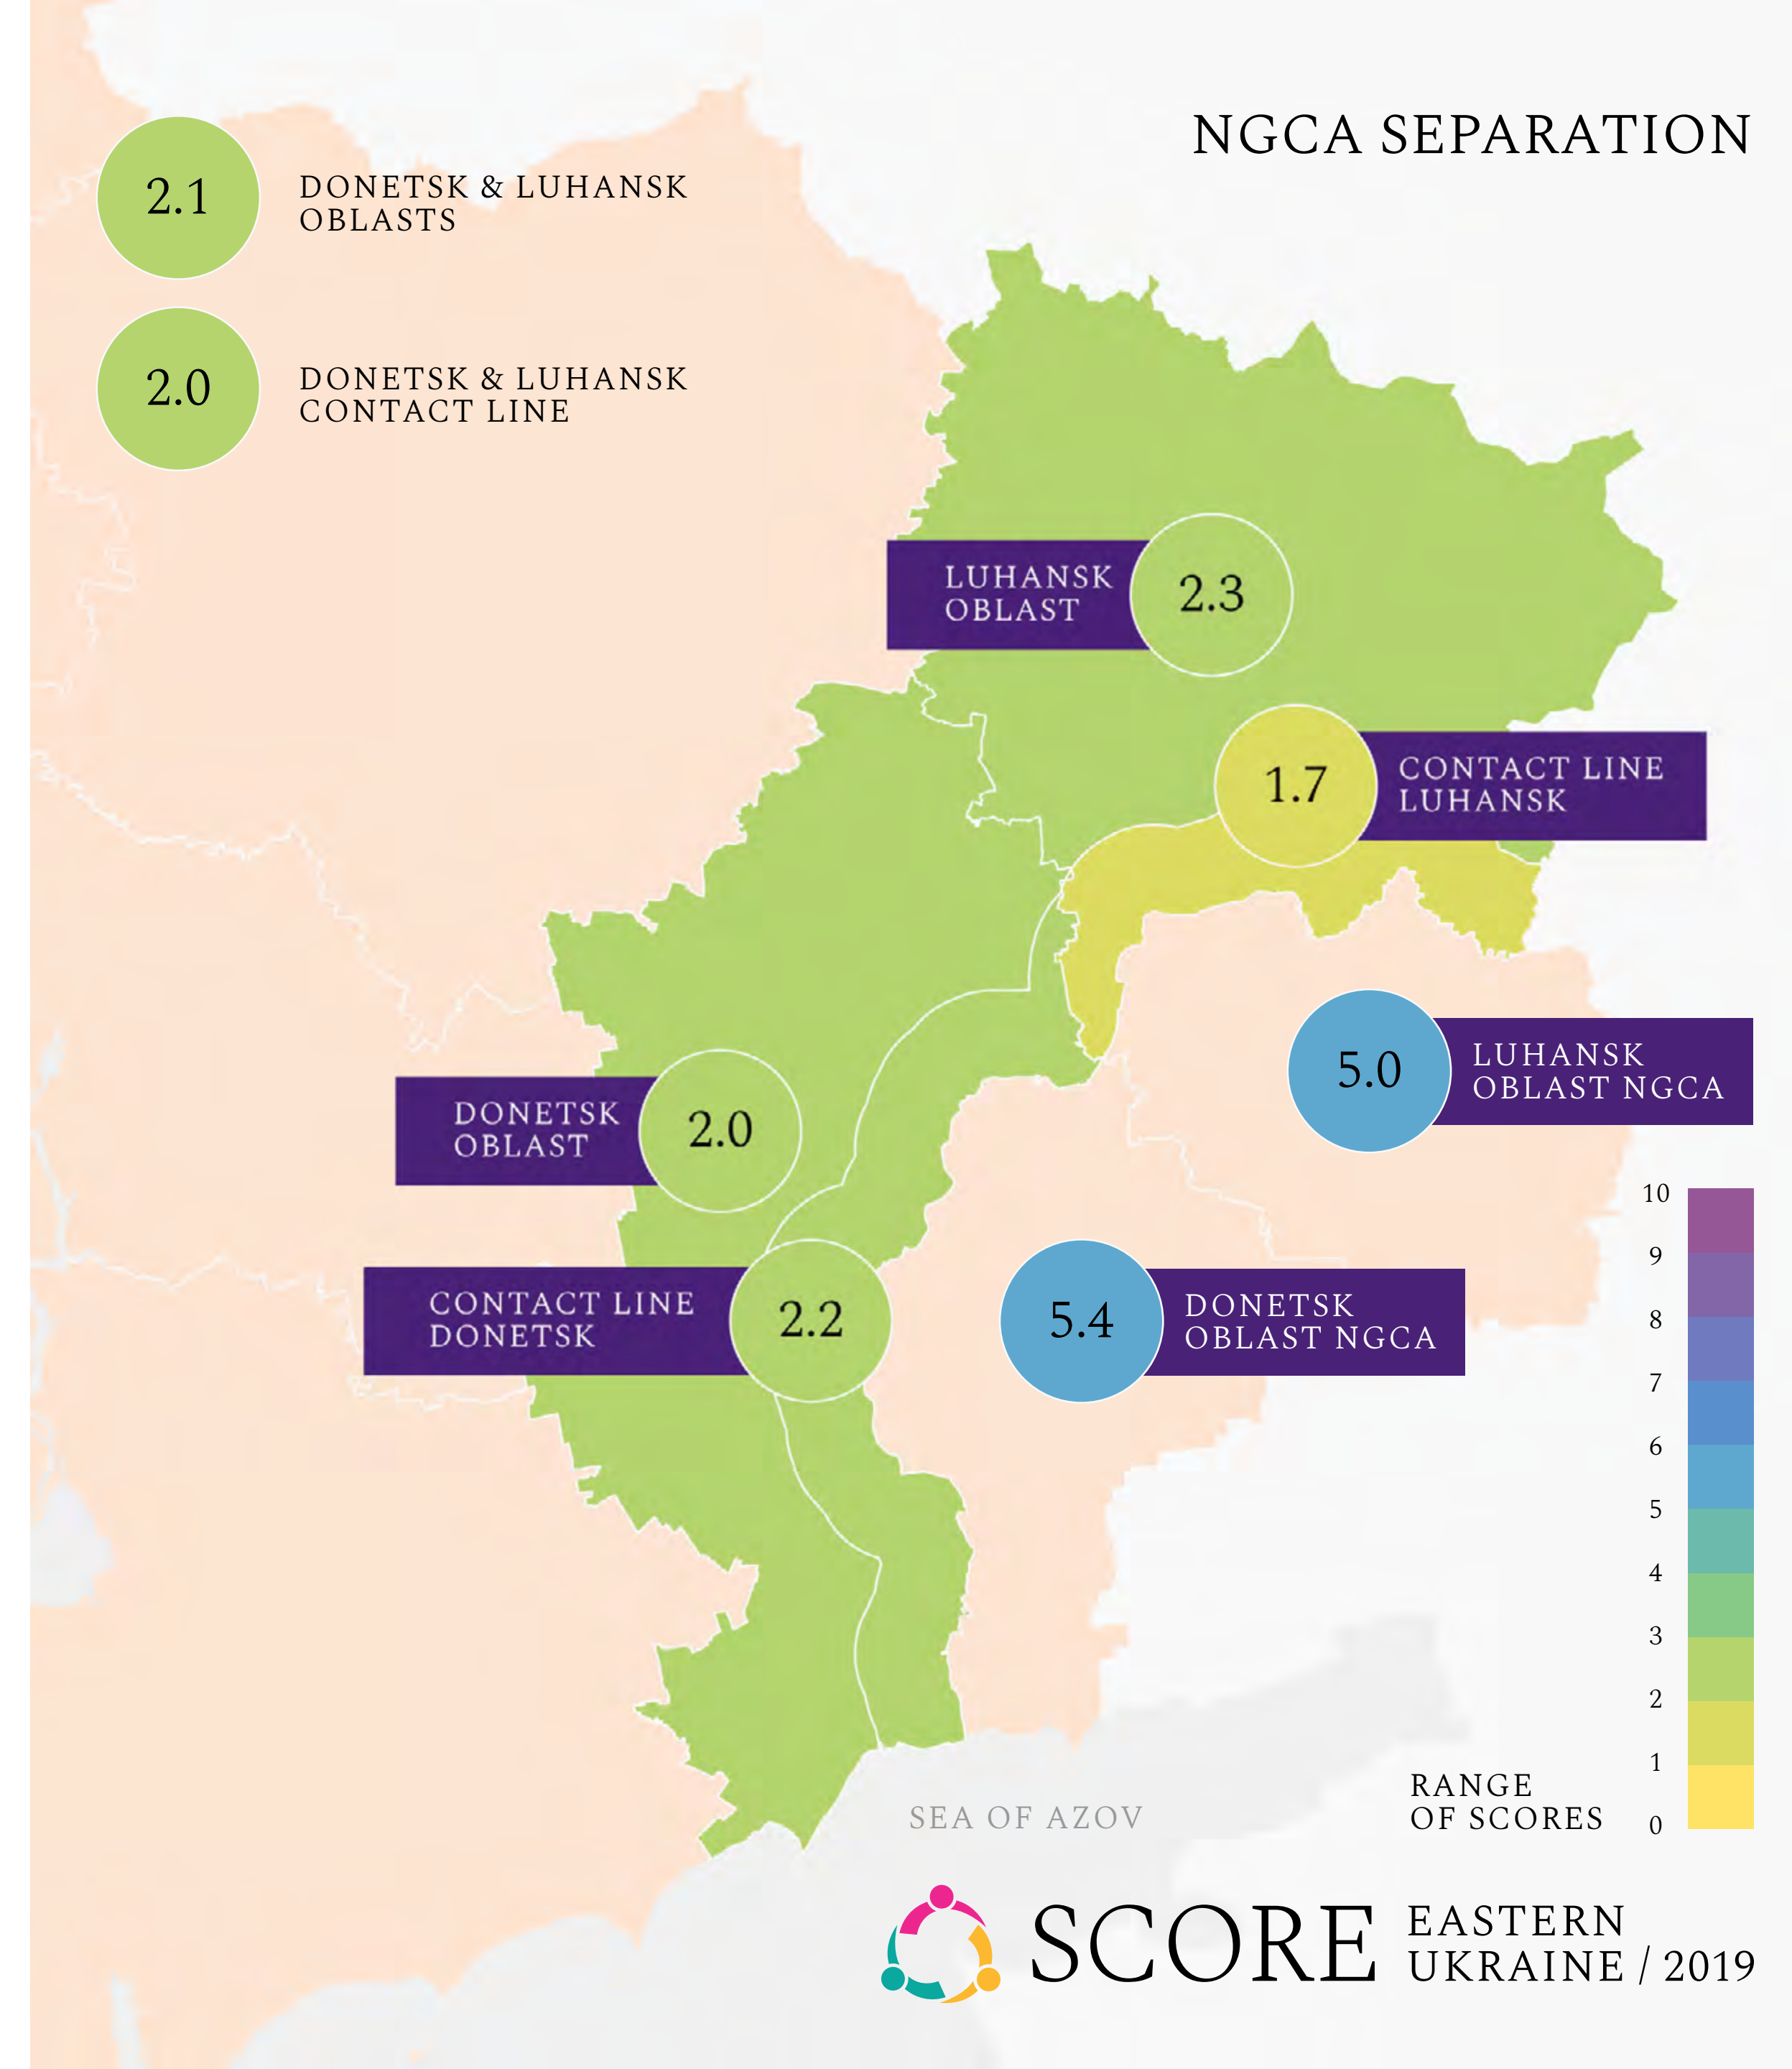 NGCA SEPARATION
2.1
DONETSK & LUHANSK
OBLASTS
2.0
DONETSK & LUHANSK
CONTACT LINE
LUHANSK
OBLAST
2.3
1.7
CONTACT LINE
LUHANSK
5.0
LUHANSK
OBLAST NGCA
DONETSK
OBLAST
2.0
CONTACT LINE
DONETSK
2.2
5.4
DONETSK
OBLAST NGCA
10
9
8
7
6
5
4
3
2
1
0
RANGE
OF SCORES
SEA OF AZOV
SCORE
EASTERN
UKRAINE / 2019